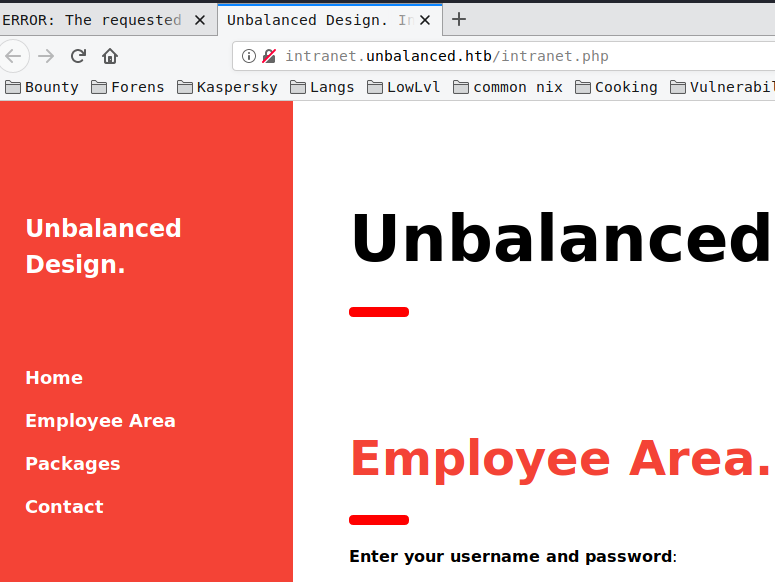 ERROR: The requested
Unbalanced Design. In
intranet.unbalanced.htb/intranet.php
Bounty Forens Kaspersky Langs LowLvl common nix Cooking Vulnerabil
Unbalanced
Design.
Home
Employee Area
Packages
Contact
Unbalanced
Employee Area.
Enter your username and password: